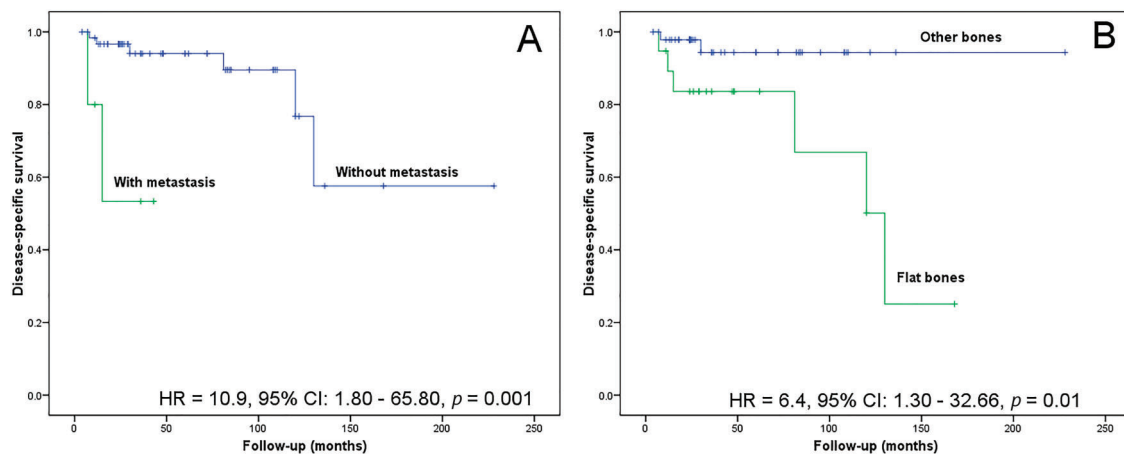 A
1.0
0.8
0.6
0.4
0.2
0.0
Disease-specific survival
With metastasis
Without metastasis
HR = 10.9, 95% CI: 1.80 - 65.80, p = 0.001
0 50 100 150 200 250
Follow-up (months)
B
1.0
0.8
0.6
0.4
0.2
0.0
Disease-specific survival
Other bones
Flat bones
HR = 6.4, 95% CI: 1.30 - 32.66, p = 0.01
0 50 100 150 200 250
Follow-up (months)